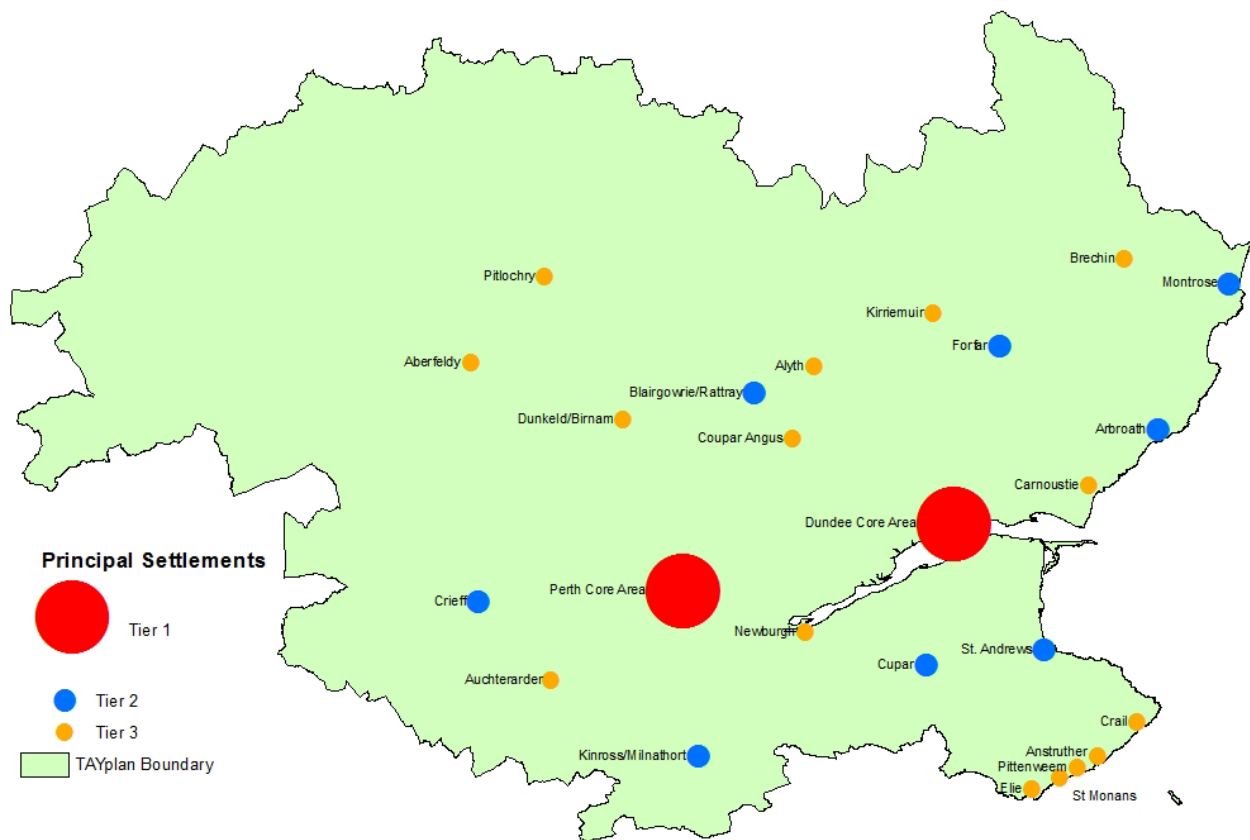 Brechin
Pitlochry
Montrose
Kirriemuir
Forfar
Aberfeldy
Alyth
Blairgowrie/Rattray
Dunkeld/Birnam
Coupar Angus
Arbroath
Carnoustie
Dundee Core Area
Principal Settlements
Tier 1
Tier 2
Tier 3
TAYplan Boundary
Perth Core Area
Crieff
Newburgh
St. Andrews
Cupar
Auchterarder
Crail
Kinross/Milnathort
Anstruther
Pittenweem
Elie
St Monans